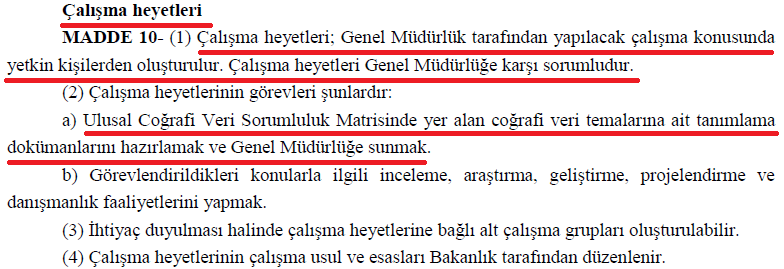 Çalışma heyetleri
MADDE 10- (1) Çalışma heyetleri; Genel Müdürlük tarafından yapılacak çalışma konusunda
yetkin kişilerden oluşturulur. Çalışma heyetleri Genel Müdürlüğe karşı sorumludur.
(2) Çalışma heyetlerinin görevleri şunlardır:
a) Ulusal Coğrafi Veri Sorumluluk Matrisinde yer alan coğrafi veri temalarına ait tanımlama
dokümanlarını hazırlamak ve Genel Müdürlüğe sunmak.
b) Görevlendirildikleri konularla ilgili inceleme, araştırma, geliştirme, projelendirme ve
danışmanlık faaliyetlerini yapmak.
(3) İhtiyaç duyulması halinde çalışma heyetlerine bağlı alt çalışma grupları oluşturulabilir.
(4) Çalışma heyetlerinin çalışma usul ve esasları Bakanlık tarafından düzenlenir.